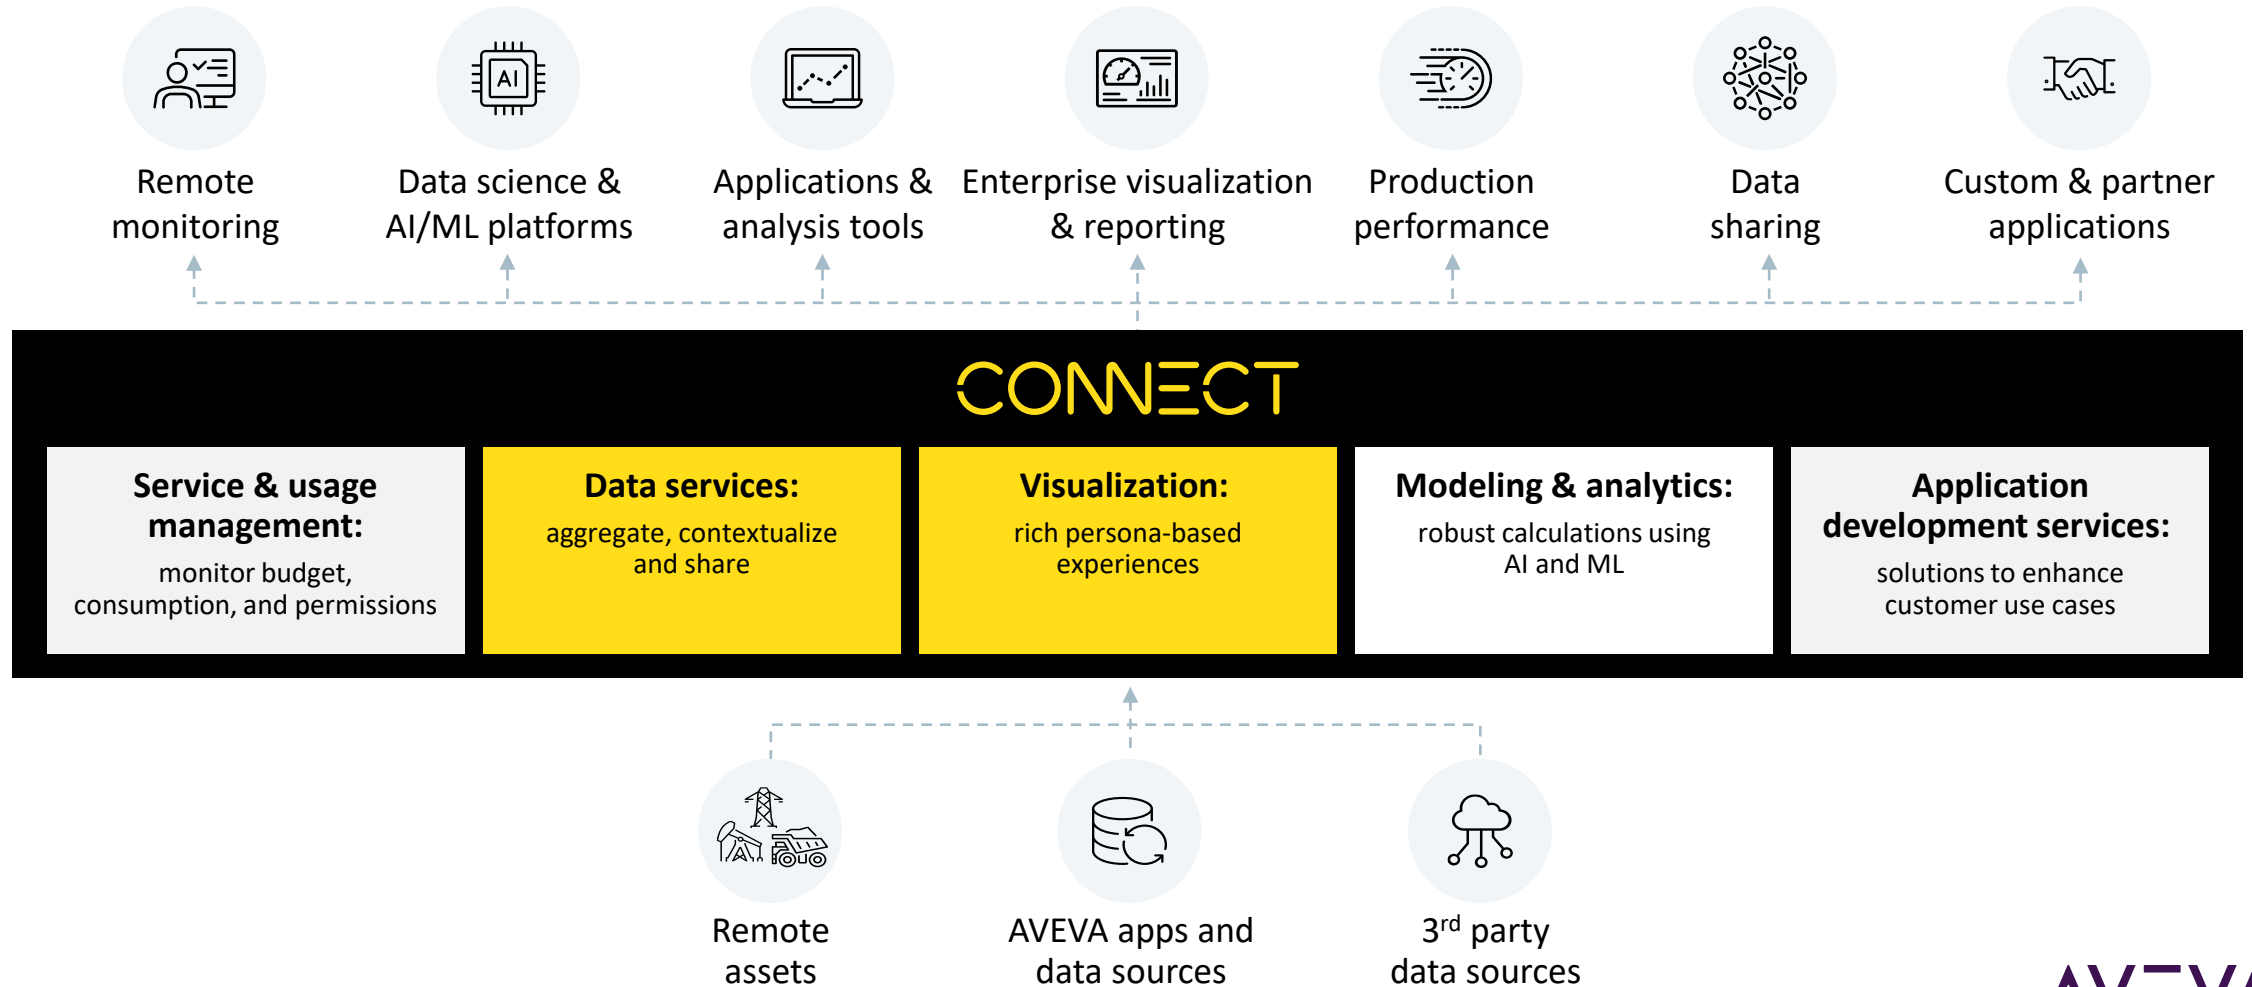 AI
Remote
monitoring
Data science &
AI/ML platforms
Applications &
analysis tools
Enterprise visualization
& reporting
Production
performance
Data
sharing
Custom & partner
applications
CONNECT
Service & usage
management:
monitor budget,
consumption, and permissions
Data services:
aggregate, contextualize
and share
Visualization:
rich persona-based
experiences
Modeling & analytics:
robust calculations using
AI and ML
Application
development services:
solutions to enhance
customer use cases
Remote
assets
AVEVA apps and
data sources
3rd party
data sources
AVEVA